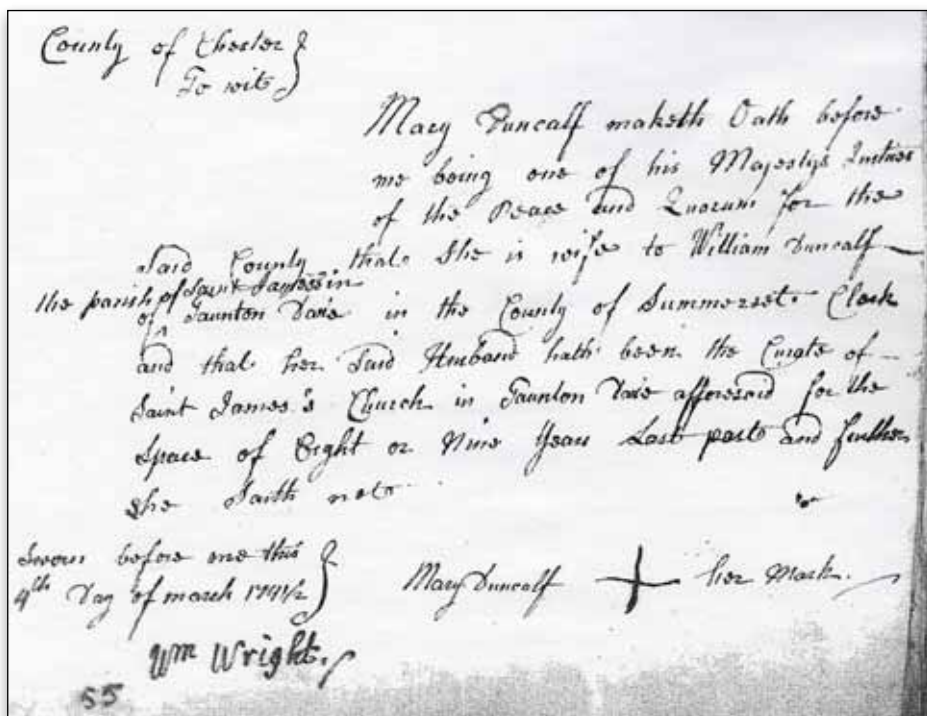 County of Chester
To wit
Mary Duncalf maketh Oath before
me being one of his Majestys Justices
of the Peace and Quorum for the
Said County that She is wife to William Duncalf
the parish of Saint James in
of Taunton Dane in the County of Summerset Clerk
and that her Said Husband hath been the Curate of
Saint James's Church in Taunton Dane afforesaid for the
Space of Eight or Nine Years Last past and further
she Saith not
Sworn before me this
4th Day of march 1741/2
Mary Duncalf + her Mark.
Wm Wright.
55